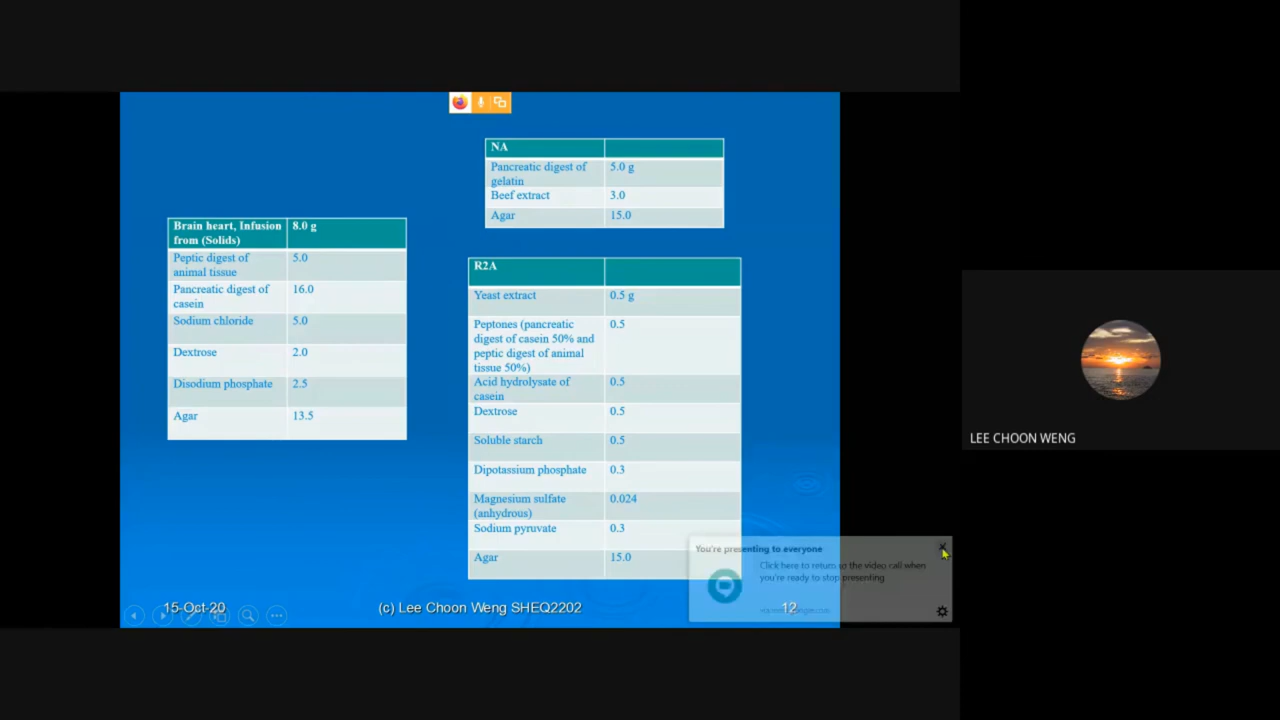 NA
Pancreatic digest of 5.0 g
gelatin
Beef extract 3.0
Agar 15.0
Brain heart, Infusion 8.0 g
from (Solids)
Peptic digest of 5.0
animal tissue
Pancreatic digest of 16.0
casein
Sodium chloride 5.0
Dextrose 2.0
Disodium phosphate 2.5
Agar 13.5
R2A
Yeast extract 0.5 g
Peptones (pancreatic 0.5
digest of casein 50% and
peptic digest of animal
tissue 50%)
Acid hydrolysate of 0.5
casein
Dextrose 0.5
Soluble starch 0.5
Dipotassium phosphate 0.3
Magnesium sulfate 0.024
(anhydrous)
Sodium pyruvate 0.3
Agar 15.0
You're presenting to everyone
Click here to return to the video call when
you're ready to stop presenting
15-Oct-20 (c) Lee Choon Weng SHEQ2202 12
LEE CHOON WENG